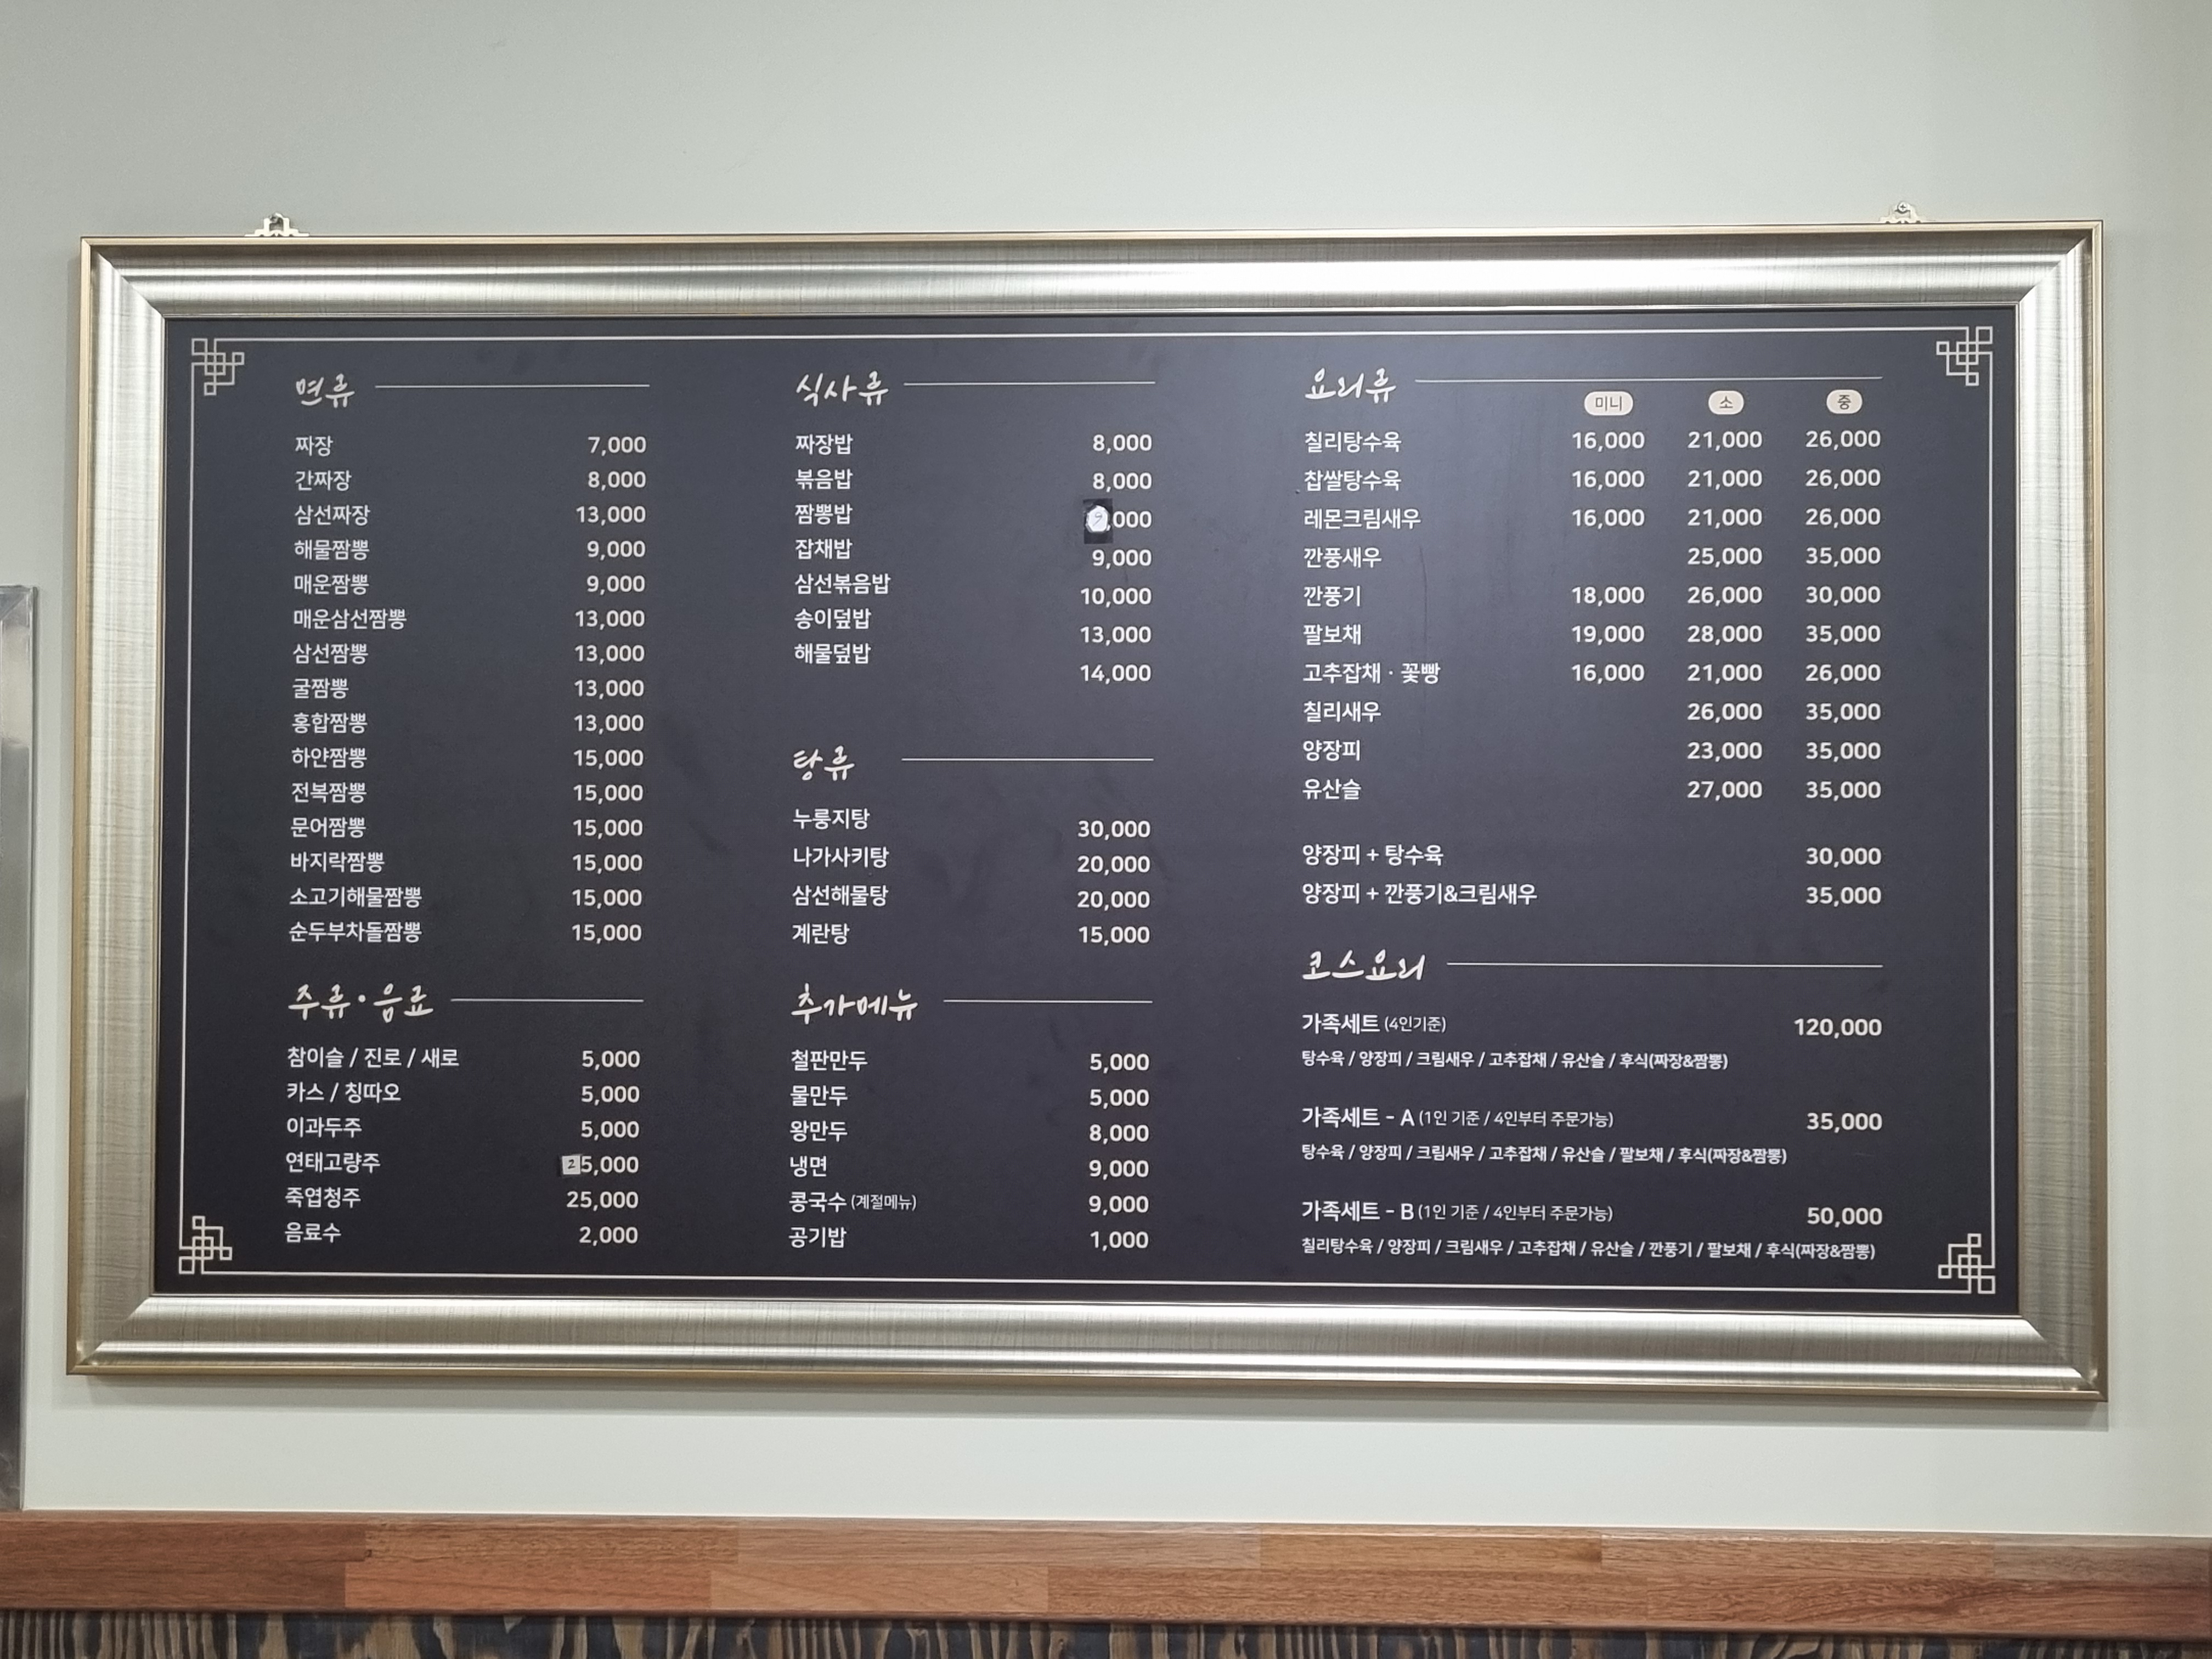 면류
짜장 7,000
간짜장 8,000
삼선짜장 13,000
해물짬뽕 9,000
매운짬뽕 9,000
매운삼선짬뽕 13,000
삼선짬뽕 13,000
굴짬뽕 13,000
홍합짬뽕 13,000
하얀짬뽕 15,000
전복짬뽕 15,000
문어짬뽕 15,000
바지락짬뽕 15,000
소고기해물짬뽕 15,000
순두부차돌짬뽕 15,000
주류·음료
참이슬 / 진로 / 새로 5,000
카스 / 칭따오 5,000
이과두주 5,000
연태고량주 25,000
죽엽청주 25,000
음료수 2,000
식사류
짜장밥 8,000
볶음밥 8,000
짬뽕밥 9,000
잡채밥 9,000
삼선볶음밥 10,000
송이덮밥 13,000
해물덮밥 14,000
탕류
누룽지탕 30,000
나가사키탕 20,000
삼선해물탕 20,000
계란탕 15,000
추가메뉴
철판만두 5,000
물만두 5,000
왕만두 8,000
냉면 9,000
콩국수 (계절메뉴) 9,000
공기밥 1,000
요리류
미니 소 중
칠리탕수육 16,000 21,000 26,000
찹쌀탕수육 16,000 21,000 26,000
레몬크림새우 16,000 21,000 26,000
깐풍새우 25,000 35,000
깐풍기 18,000 26,000 30,000
팔보채 19,000 28,000 35,000
고추잡채 · 꽃빵 16,000 21,000 26,000
칠리새우 26,000 35,000
양장피 23,000 35,000
유산슬 27,000 35,000
양장피 + 탕수육 30,000
양장피 + 깐풍기&크림새우 35,000
코스요리
가족세트 (4인기준) 120,000
탕수육 / 양장피 / 크림새우 / 고추잡채 / 유산슬 / 후식(짜장&짬뽕)
가족세트 - A (1인 기준 / 4인부터 주문가능) 35,000
탕수육 / 양장피 / 크림새우 / 고추잡채 / 유산슬 / 팔보채 / 후식(짜장&짬뽕)
가족세트 - B (1인 기준 / 4인부터 주문가능) 50,000
칠리탕수육 / 양장피 / 크림새우 / 고추잡채 / 유산슬 / 깐풍기 / 팔보채 / 후식(짜장&짬뽕)